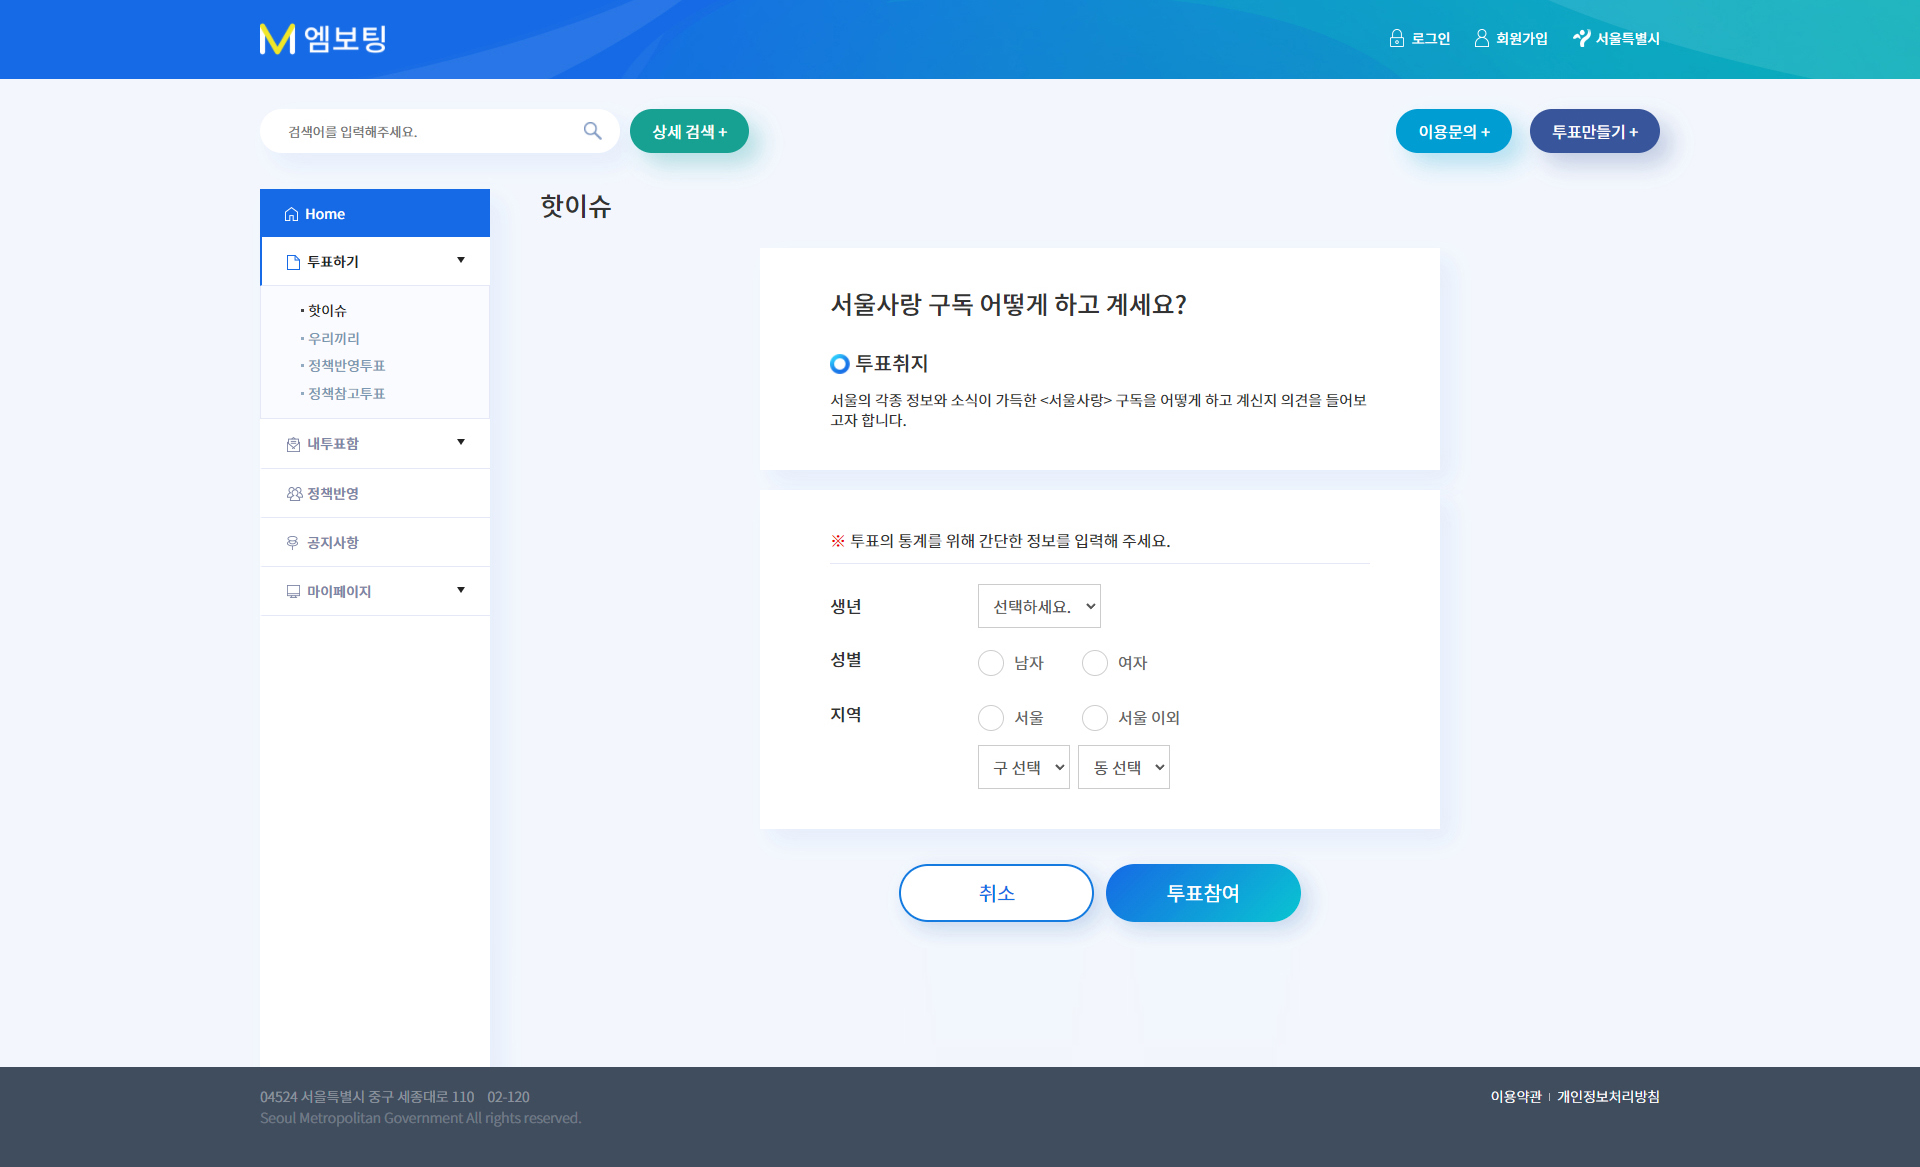 엠보팅
로그인 회원가입 서울특별시
검색어를 입력해주세요. 상세 검색 + 이용문의 + 투표만들기 +
Home
투표하기
핫이슈
우리끼리
정책반영투표
정책참고투표
내투표함
정책반영
공지사항
마이페이지
핫이슈
서울사랑 구독 어떻게 하고 계세요?
투표취지
서울의 각종 정보와 소식이 가득한 <서울사랑> 구독을 어떻게 하고 계신지 의견을 들어보
고자 합니다.
※ 투표의 통계를 위해 간단한 정보를 입력해 주세요.
생년 선택하세요.
성별 남자 여자
지역 서울 서울 이외
구 선택 동 선택
취소 투표참여
04524 서울특별시 중구 세종대로 110 02-120
Seoul Metropolitan Government All rights reserved.
이용약관 개인정보처리방침